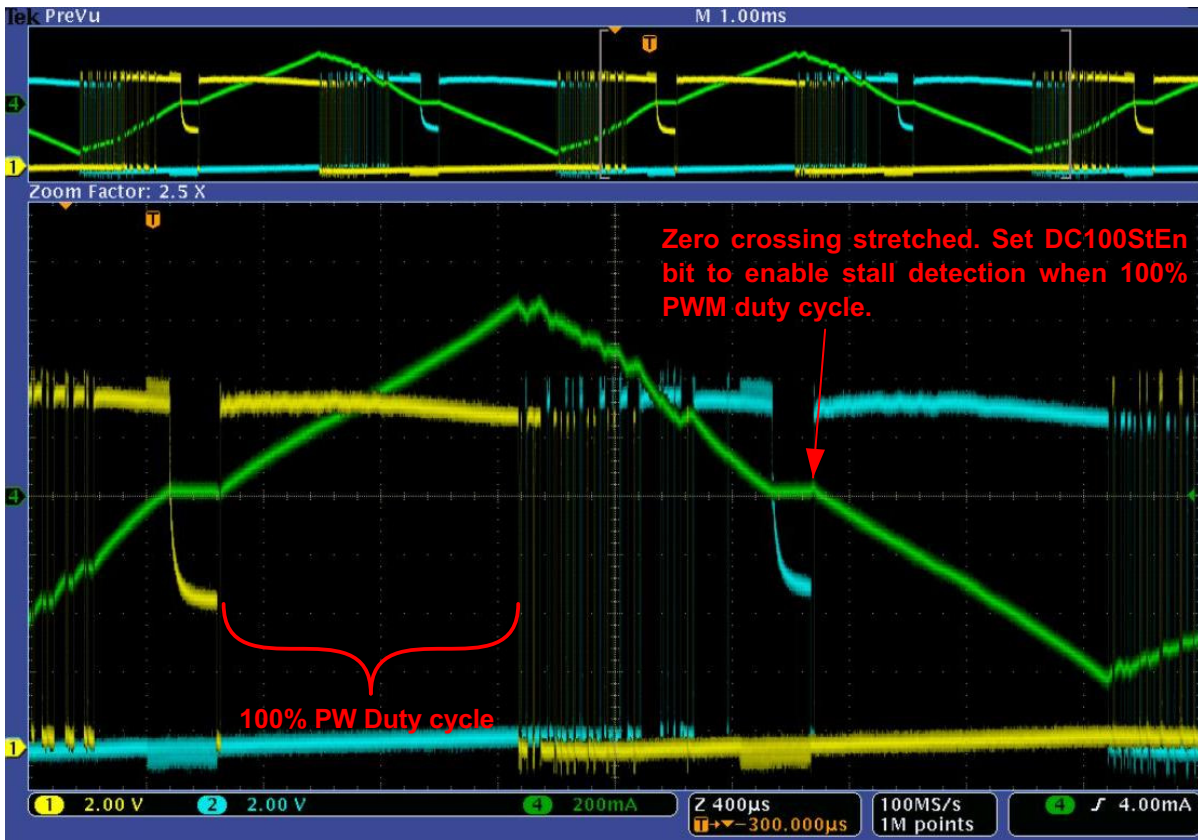 Tek PreVu
M 1.00ms
T
4
1
Zoom Factor: 2.5 X
T
Zero crossing stretched. Set DC100StEn
bit to enable stall detection when 100%
PWM duty cycle.
4
100% PW Duty cycle
1
1 2.00 V 2 2.00 V 4 200mA
Z 400µs
T→▼-300.000µs
100MS/s
1M points
4 ∫ 4.00mA